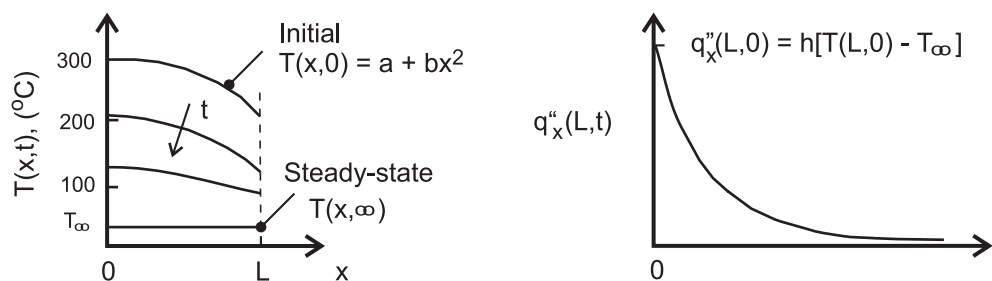 Initial
T(x,0) = a + bx²
300
t
200
T(x,t), (°C)
100
Steady-state
T(x,∞)
T∞
0
L
x
q"x(L,0) = h[T(L,0) - T∞]
q"x(L,t)
0